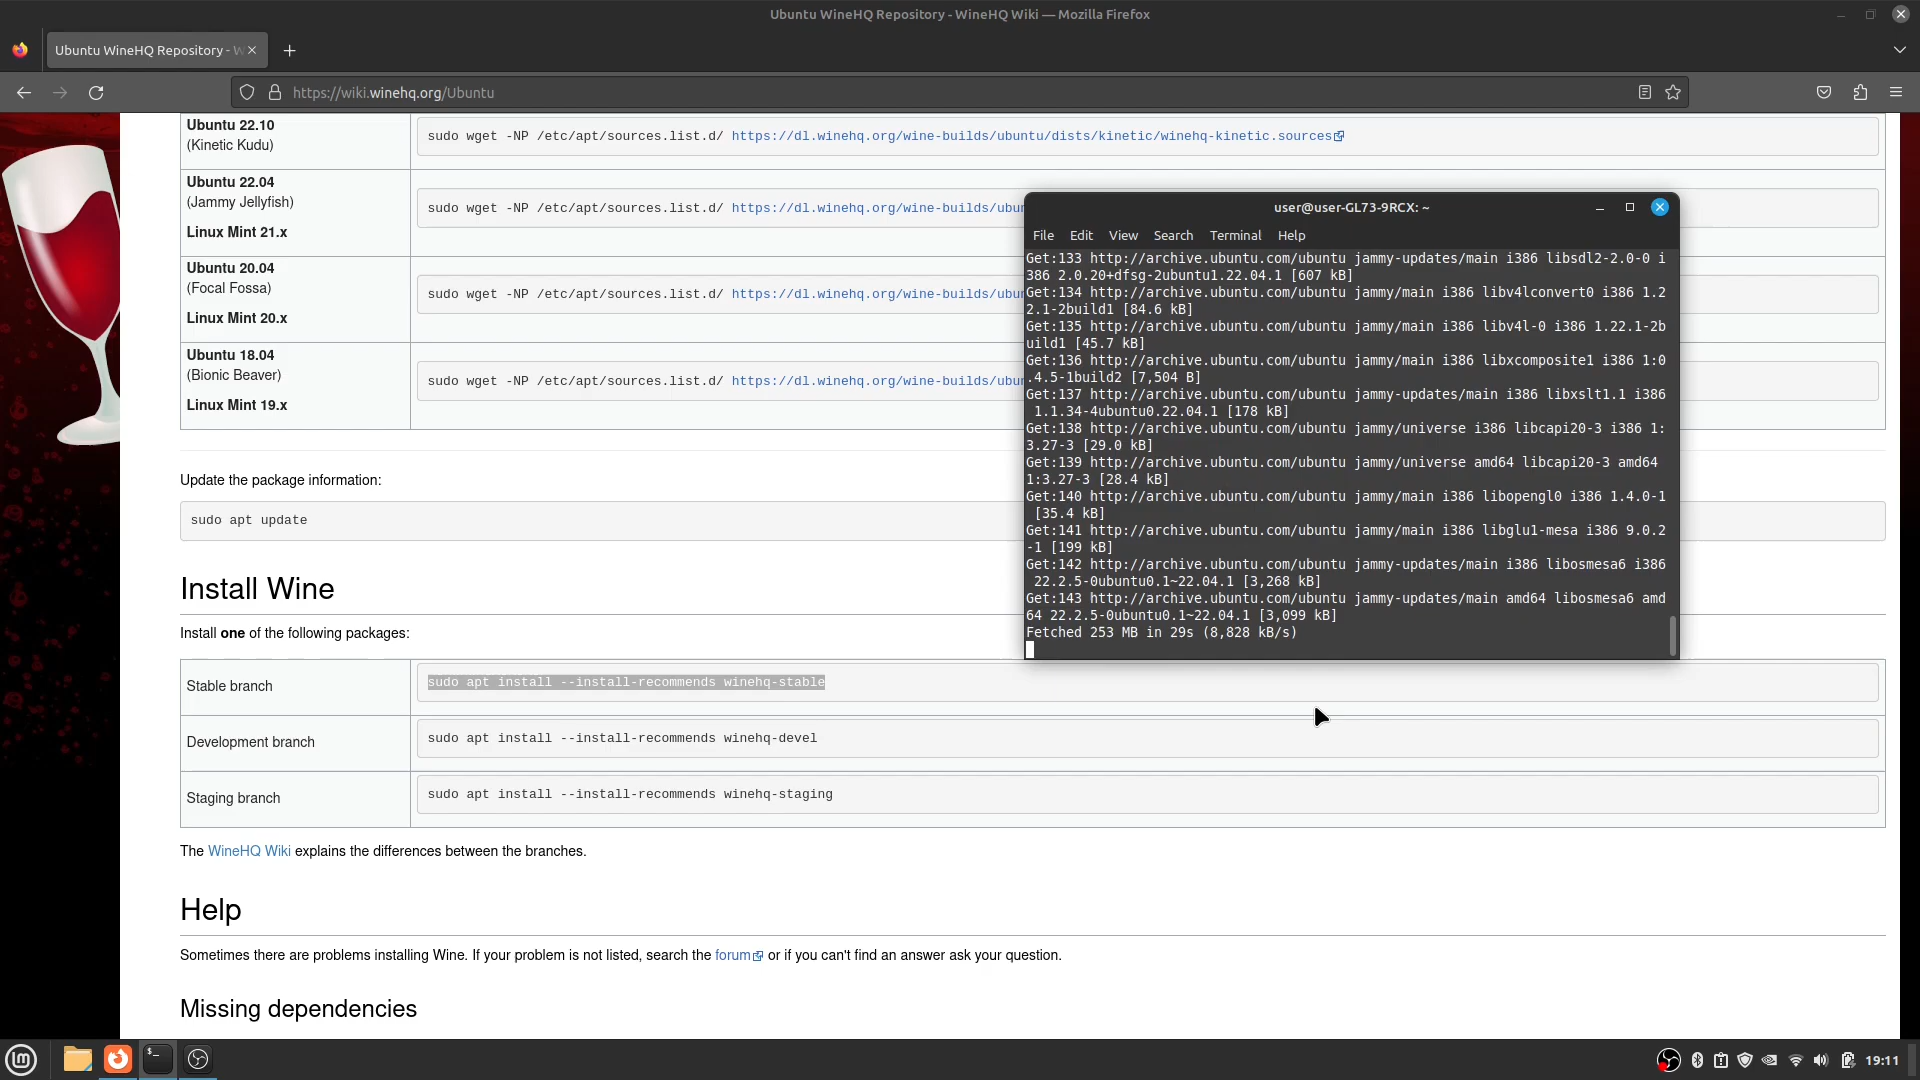 Ubuntu WineHQ Repository - WineHQ Wiki — Mozilla Firefox
Ubuntu WineHQ Repository - W
https://wiki.winehq.org/Ubuntu
Ubuntu 22.10
(Kinetic Kudu)
sudo wget -NP /etc/apt/sources.list.d/ https://dl.winehq.org/wine-builds/ubuntu/dists/kinetic/winehq-kinetic.sources
Ubuntu 22.04
(Jammy Jellyfish)
Linux Mint 21.x
sudo wget -NP /etc/apt/sources.list.d/ https://dl.winehq.org/wine-builds/ubun
Ubuntu 20.04
(Focal Fossa)
Linux Mint 20.x
sudo wget -NP /etc/apt/sources.list.d/ https://dl.winehq.org/wine-builds/ubun
Ubuntu 18.04
(Bionic Beaver)
Linux Mint 19.x
sudo wget -NP /etc/apt/sources.list.d/ https://dl.winehq.org/wine-builds/ubun
Update the package information:
sudo apt update
Install Wine
Install one of the following packages:
Stable branch
sudo apt install --install-recommends winehq-stable
Development branch
sudo apt install --install-recommends winehq-devel
Staging branch
sudo apt install --install-recommends winehq-staging
The WineHQ Wiki explains the differences between the branches.
Help
Sometimes there are problems installing Wine. If your problem is not listed, search the forum or if you can't find an answer ask your question.
Missing dependencies
user@user-GL73-9RCX: ~
File Edit View Search Terminal Help
Get:133 http://archive.ubuntu.com/ubuntu jammy-updates/main i386 libsdl2-2.0-0 i
386 2.0.20+dfsg-2ubuntu1.22.04.1 [607 kB]
Get:134 http://archive.ubuntu.com/ubuntu jammy/main i386 libv4lconvert0 i386 1.2
2.1-2build1 [84.6 kB]
Get:135 http://archive.ubuntu.com/ubuntu jammy/main i386 libv4l-0 i386 1.22.1-2b
uild1 [45.7 kB]
Get:136 http://archive.ubuntu.com/ubuntu jammy/main i386 libxcomposite1 i386 1:0
.4.5-1build2 [7,504 B]
Get:137 http://archive.ubuntu.com/ubuntu jammy-updates/main i386 libxslt1.1 i386
1.1.34-4ubuntu0.22.04.1 [178 kB]
Get:138 http://archive.ubuntu.com/ubuntu jammy/universe i386 libcapi20-3 i386 1:
3.27-3 [29.0 kB]
Get:139 http://archive.ubuntu.com/ubuntu jammy/universe amd64 libcapi20-3 amd64
1:3.27-3 [28.4 kB]
Get:140 http://archive.ubuntu.com/ubuntu jammy/main i386 libopengl0 i386 1.4.0-1
[35.4 kB]
Get:141 http://archive.ubuntu.com/ubuntu jammy/main i386 libglu1-mesa i386 9.0.2
-1 [199 kB]
Get:142 http://archive.ubuntu.com/ubuntu jammy-updates/main i386 libosmesa6 i386
22.2.5-0ubuntu0.1~22.04.1 [3,268 kB]
Get:143 http://archive.ubuntu.com/ubuntu jammy-updates/main amd64 libosmesa6 amd
64 22.2.5-0ubuntu0.1~22.04.1 [3,099 kB]
Fetched 253 MB in 29s (8,828 kB/s)
19:11